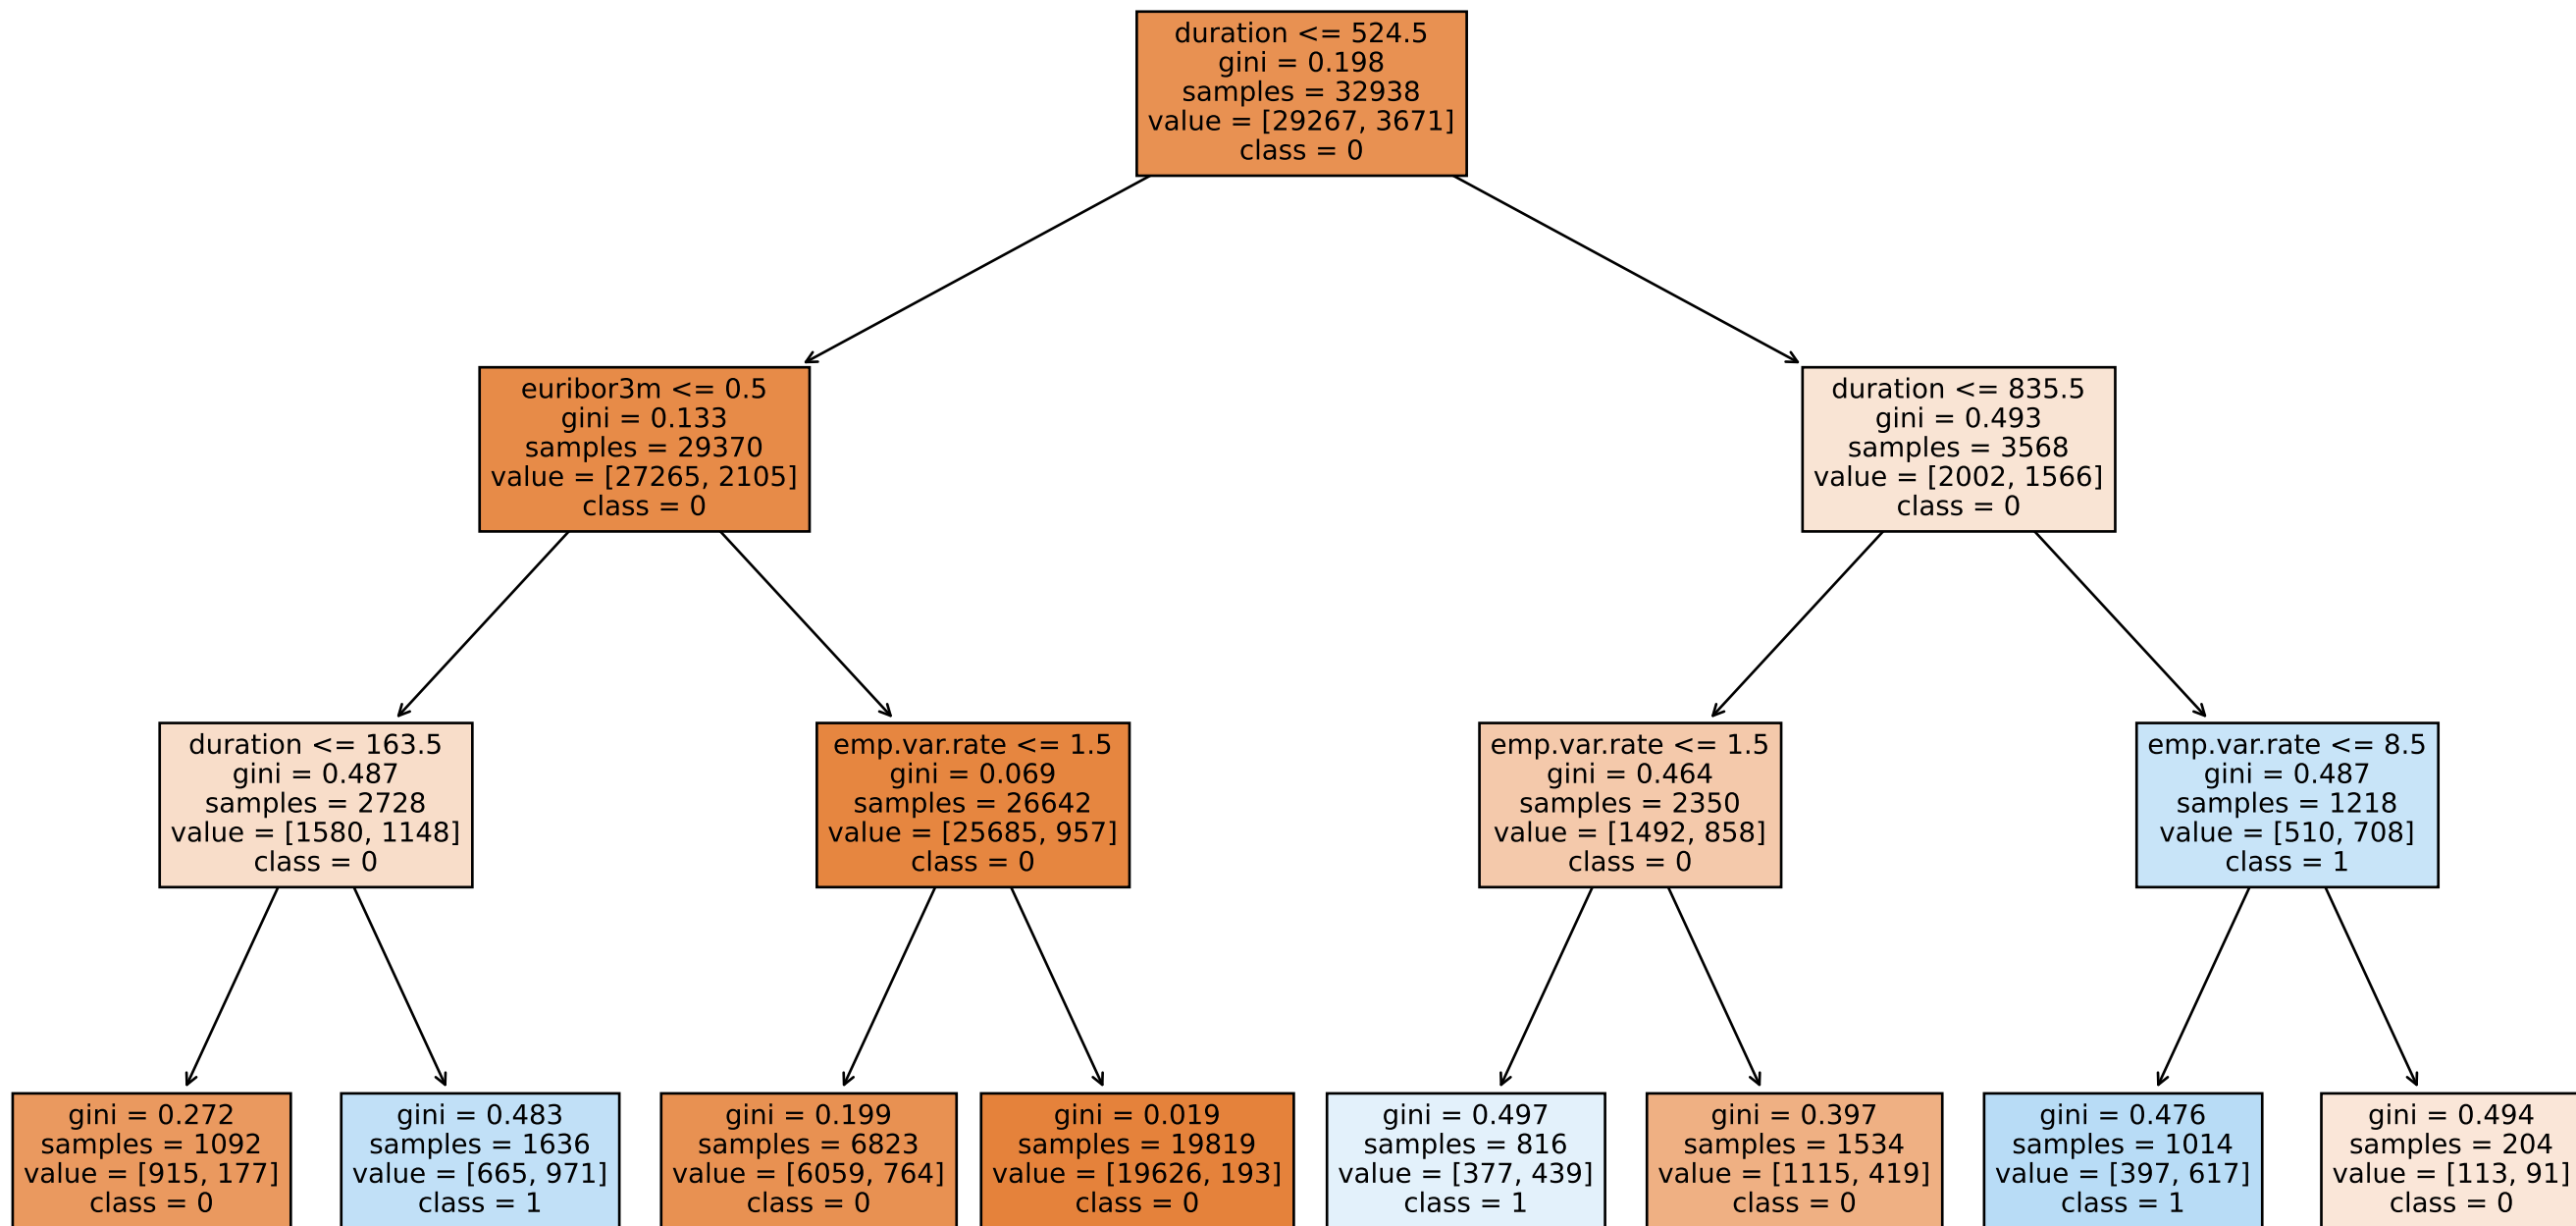 duration <= 524.5
gini = 0.198
samples = 32938
value = [29267, 3671]
class = 0
euribor3m <= 0.5
gini = 0.133
samples = 29370
value = [27265, 2105]
class = 0
duration <= 835.5
gini = 0.493
samples = 3568
value = [2002, 1566]
class = 0
duration <= 163.5
gini = 0.487
samples = 2728
value = [1580, 1148]
class = 0
emp.var.rate <= 1.5
gini = 0.069
samples = 26642
value = [25685, 957]
class = 0
emp.var.rate <= 1.5
gini = 0.464
samples = 2350
value = [1492, 858]
class = 0
emp.var.rate <= 8.5
gini = 0.487
samples = 1218
value = [510, 708]
class = 1
gini = 0.272
samples = 1092
value = [915, 177]
class = 0
gini = 0.483
samples = 1636
value = [665, 971]
class = 1
gini = 0.199
samples = 6823
value = [6059, 764]
class = 0
gini = 0.019
samples = 19819
value = [19626, 193]
class = 0
gini = 0.497
samples = 816
value = [377, 439]
class = 1
gini = 0.397
samples = 1534
value = [1115, 419]
class = 0
gini = 0.476
samples = 1014
value = [397, 617]
class = 1
gini = 0.494
samples = 204
value = [113, 91]
class = 0